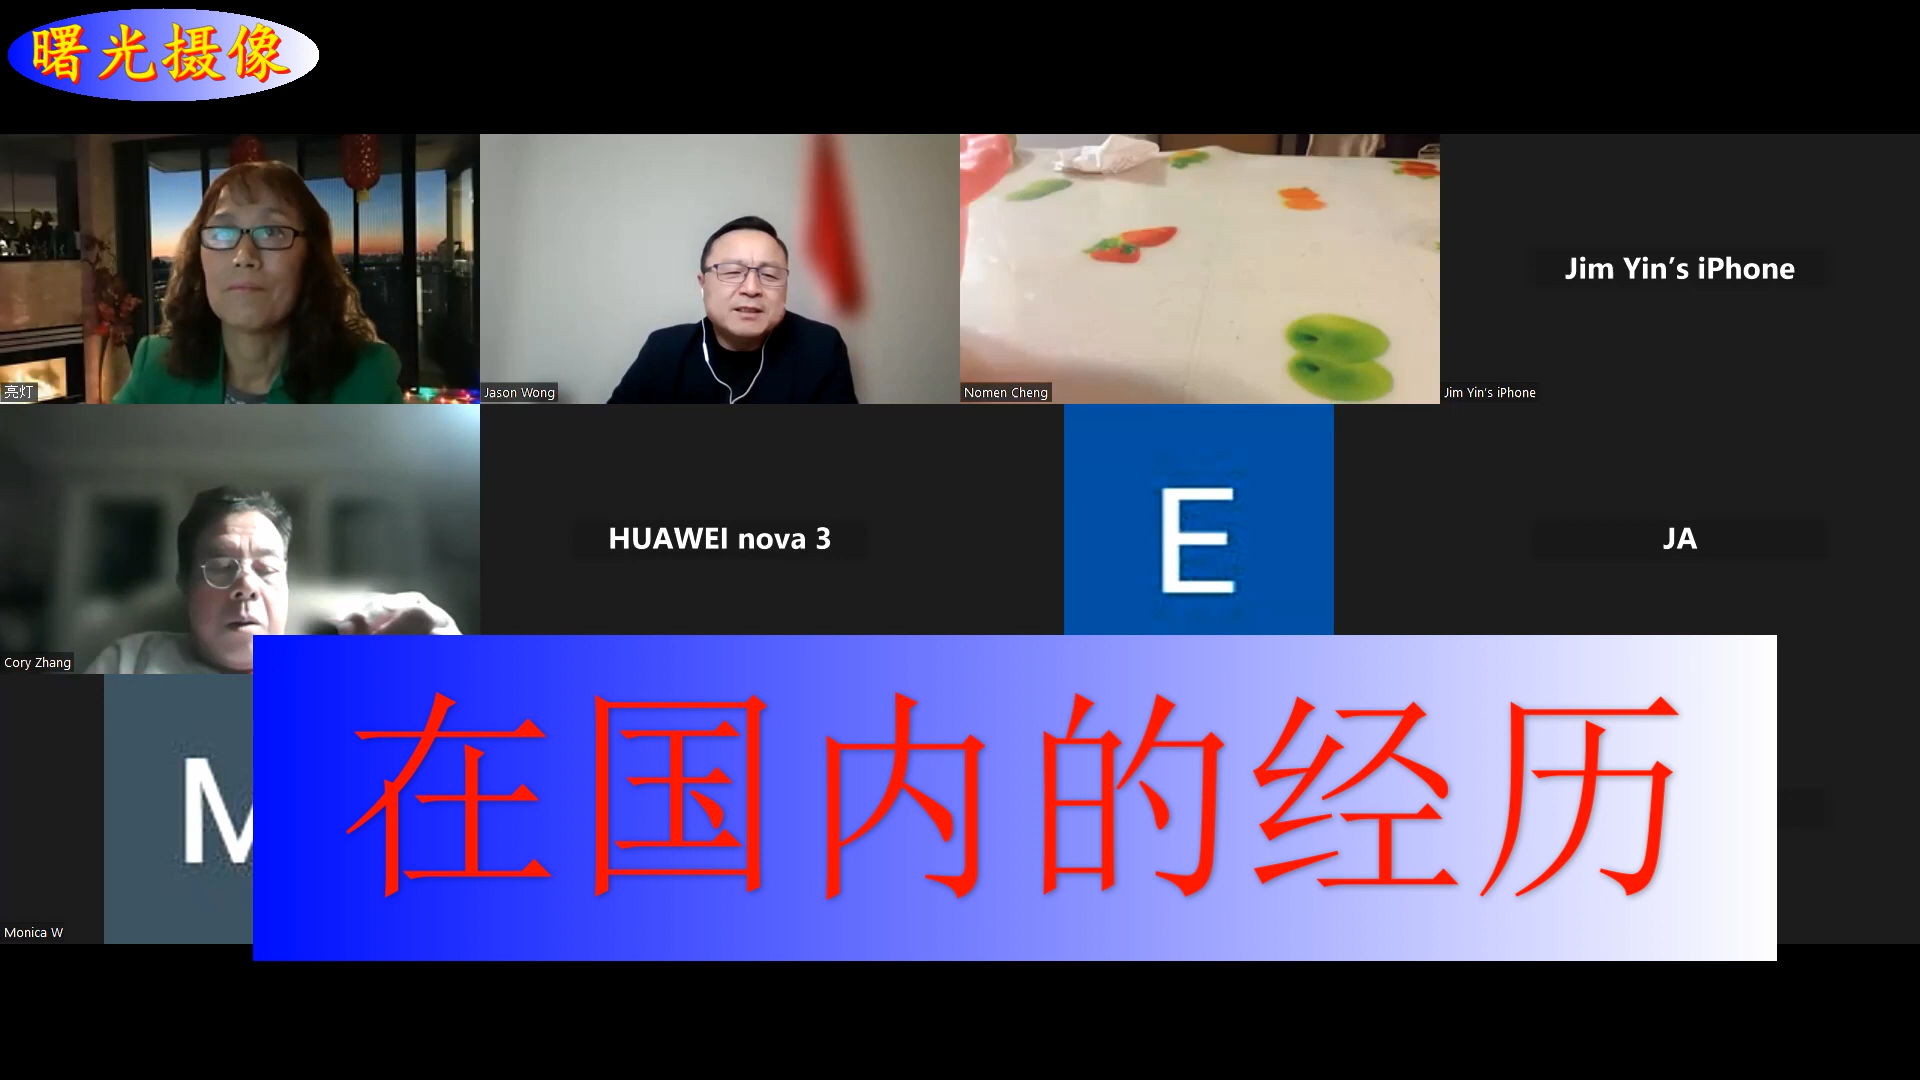 曙光摄像
Jim Yin’s iPhone
亮灯
Jason Wong
Nomen Cheng
Jim Yin's iPhone
HUAWEI nova 3
E
JA
Cory Zhang
M
在国内的经历
Monica W